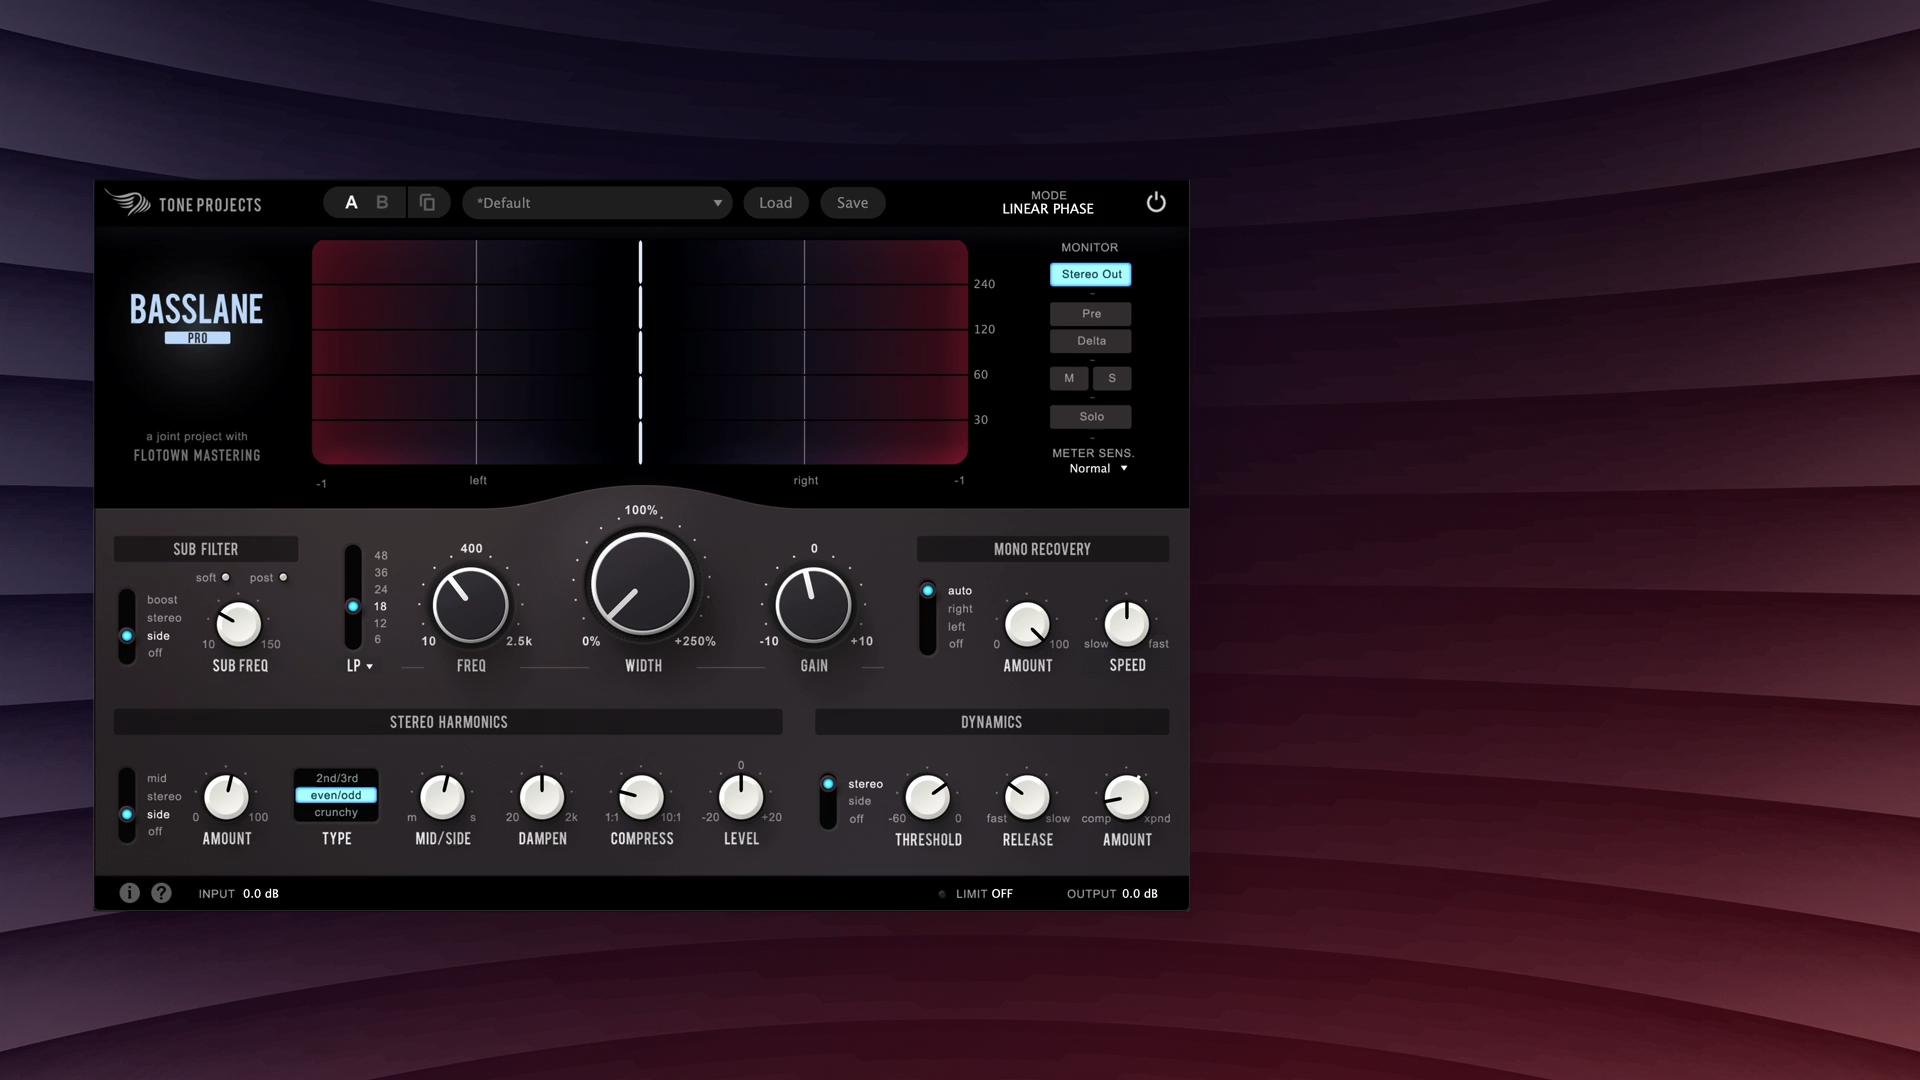 TONE PROJECTS
A B
*Default
Load
Save
MODE
LINEAR PHASE
BASSLANE
PRO
a joint project with
FLOTOWN MASTERING
240
120
60
30
-1
left
right
-1
MONITOR
Stereo Out
Pre
Delta
M S
Solo
METER SENS.
Normal
SUB FILTER
soft
post
boost
stereo
side
off
10
150
SUB FREQ
48
36
24
18
12
6
LP
400
10
2.5k
FREQ
100%
0%
+250%
WIDTH
0
-10
+10
GAIN
MONO RECOVERY
auto
right
left
off
0
100
AMOUNT
slow
fast
SPEED
STEREO HARMONICS
mid
stereo
side
off
0
100
AMOUNT
2nd/3rd
even/odd
crunchy
TYPE
m
s
MID/SIDE
20
2k
DAMPEN
1:1
10:1
COMPRESS
0
-20
+20
LEVEL
DYNAMICS
stereo
side
off
-60
0
THRESHOLD
fast
slow
RELEASE
comp
xpnd
AMOUNT
i ?
INPUT 0.0 dB
LIMIT OFF
OUTPUT 0.0 dB